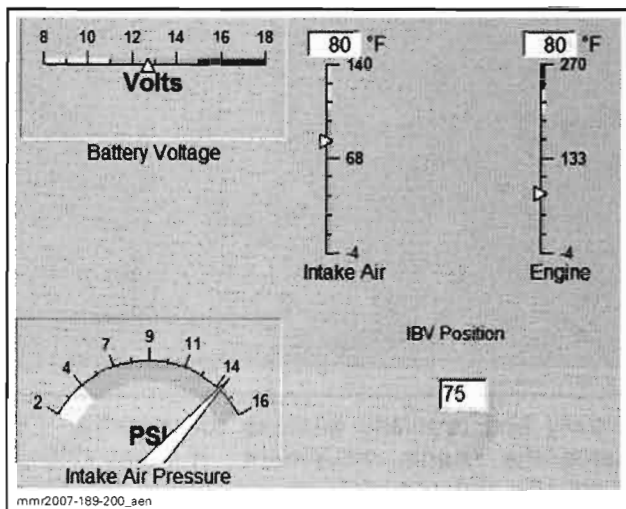 8 10 12 14 16 18
Volts
Battery Voltage
80 °F
140
68
-4
Intake Air
80 °F
270
133
-4
Engine
2 4 7 9 11 14 16
PSI
Intake Air Pressure
IBV Position
75
mmr2007-189-200_aen